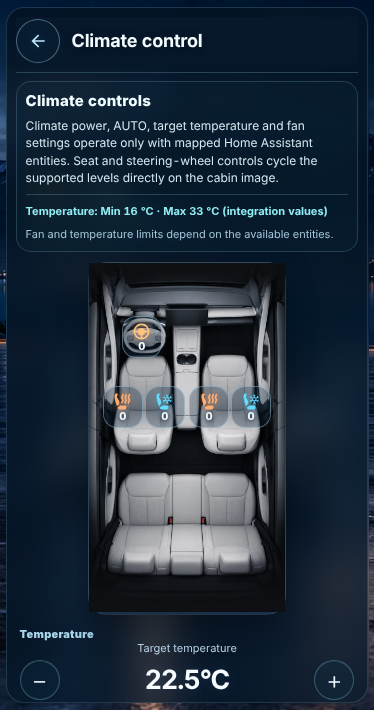 Climate control
Climate controls
Climate power, AUTO, target temperature and fan
settings operate only with mapped Home Assistant
entities. Seat and steering-wheel controls cycle the
supported levels directly on the cabin image.
Temperature: Min 16 °C · Max 33 °C (integration values)
Fan and temperature limits depend on the available entities.
0
0 0 0 0
Temperature
Target temperature
− 22.5°C +